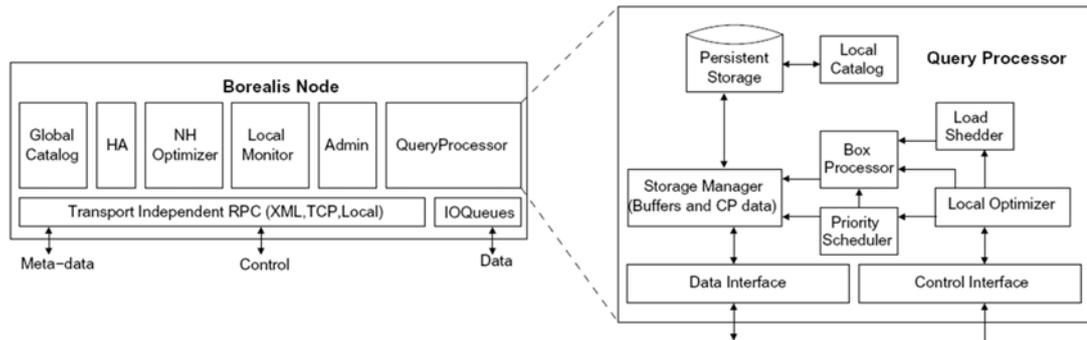 Borealis Node
Global
Catalog
HA
NH
Optimizer
Local
Monitor
Admin
QueryProcessor
Transport Independent RPC (XML,TCP,Local)
IOQueues
Meta−data
Control
Data
Query Processor
Persistent
Storage
Local
Catalog
Load
Shedder
Box
Processor
Storage Manager
(Buffers and CP data)
Priority
Scheduler
Local Optimizer
Data Interface
Control Interface